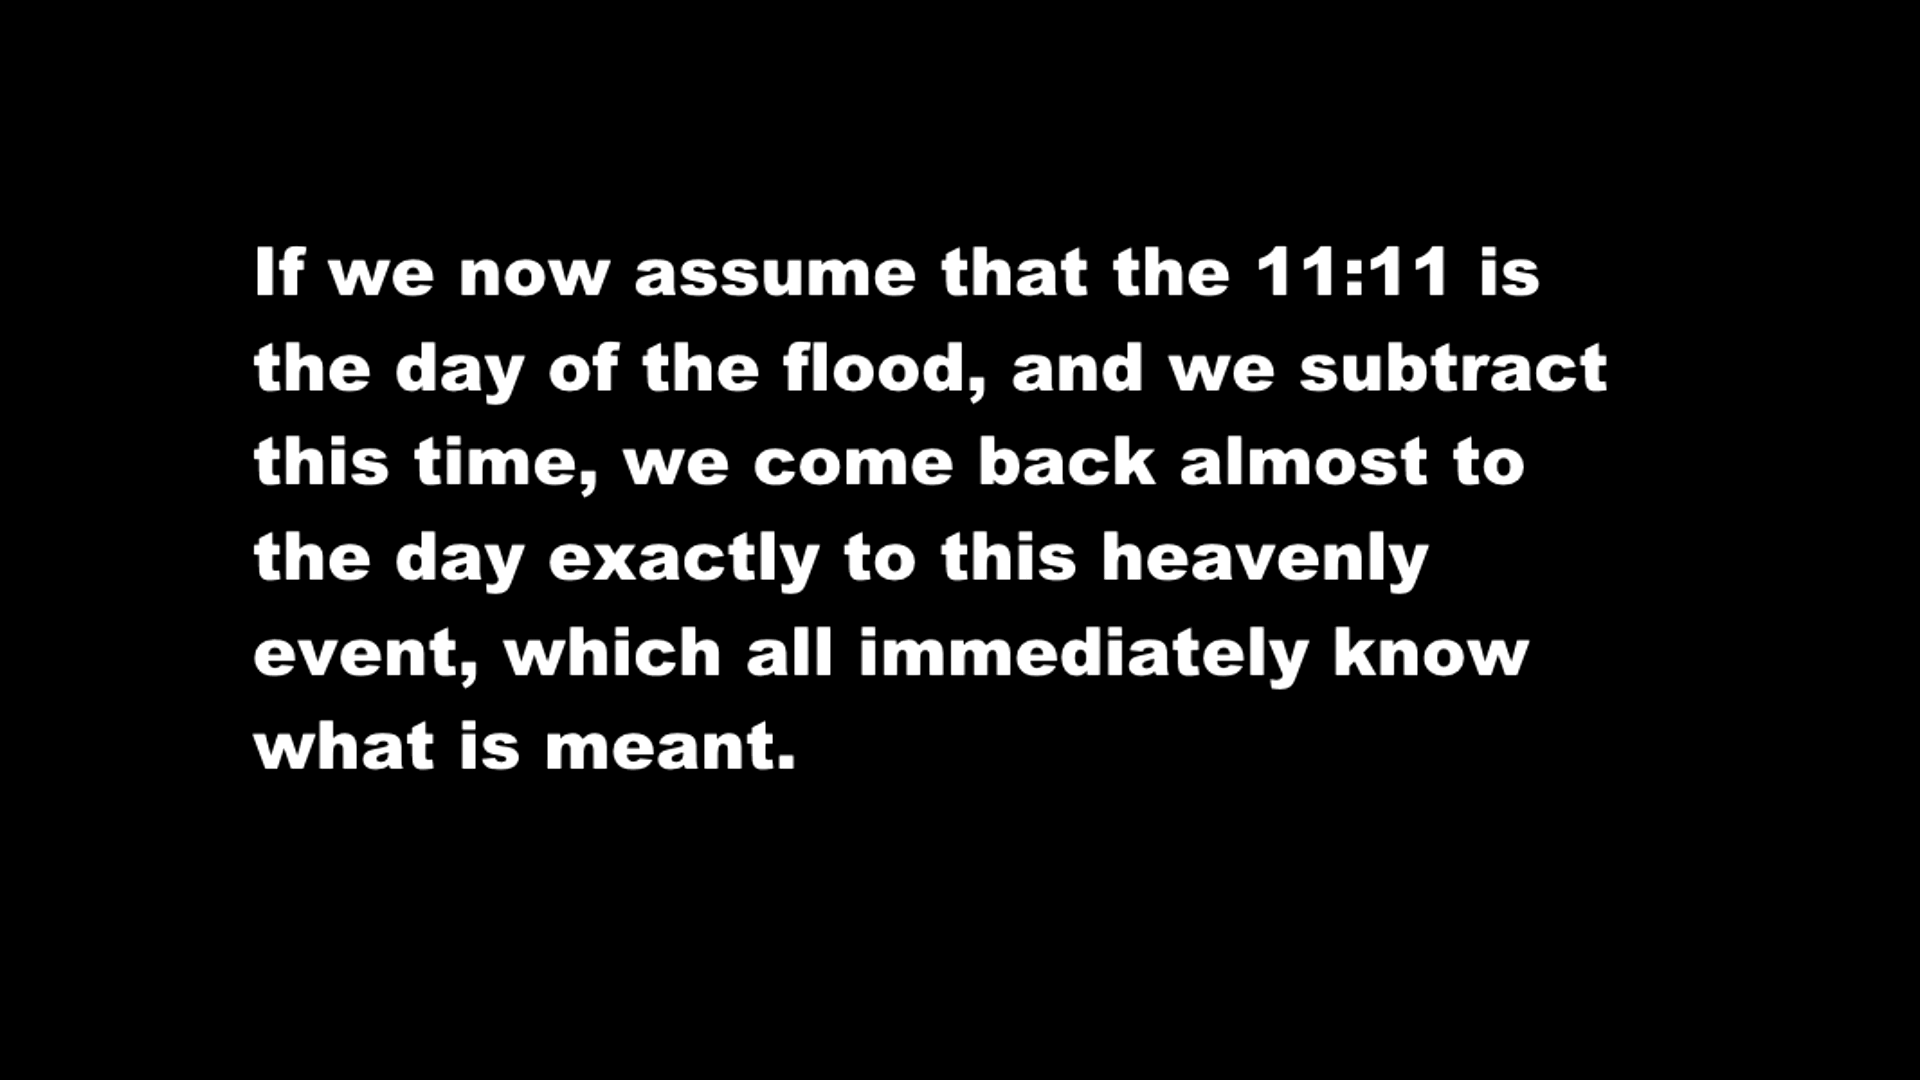 If we now assume that the 11:11 is
the day of the flood, and we subtract
this time, we come back almost to
the day exactly to this heavenly
event, which all immediately know
what is meant.